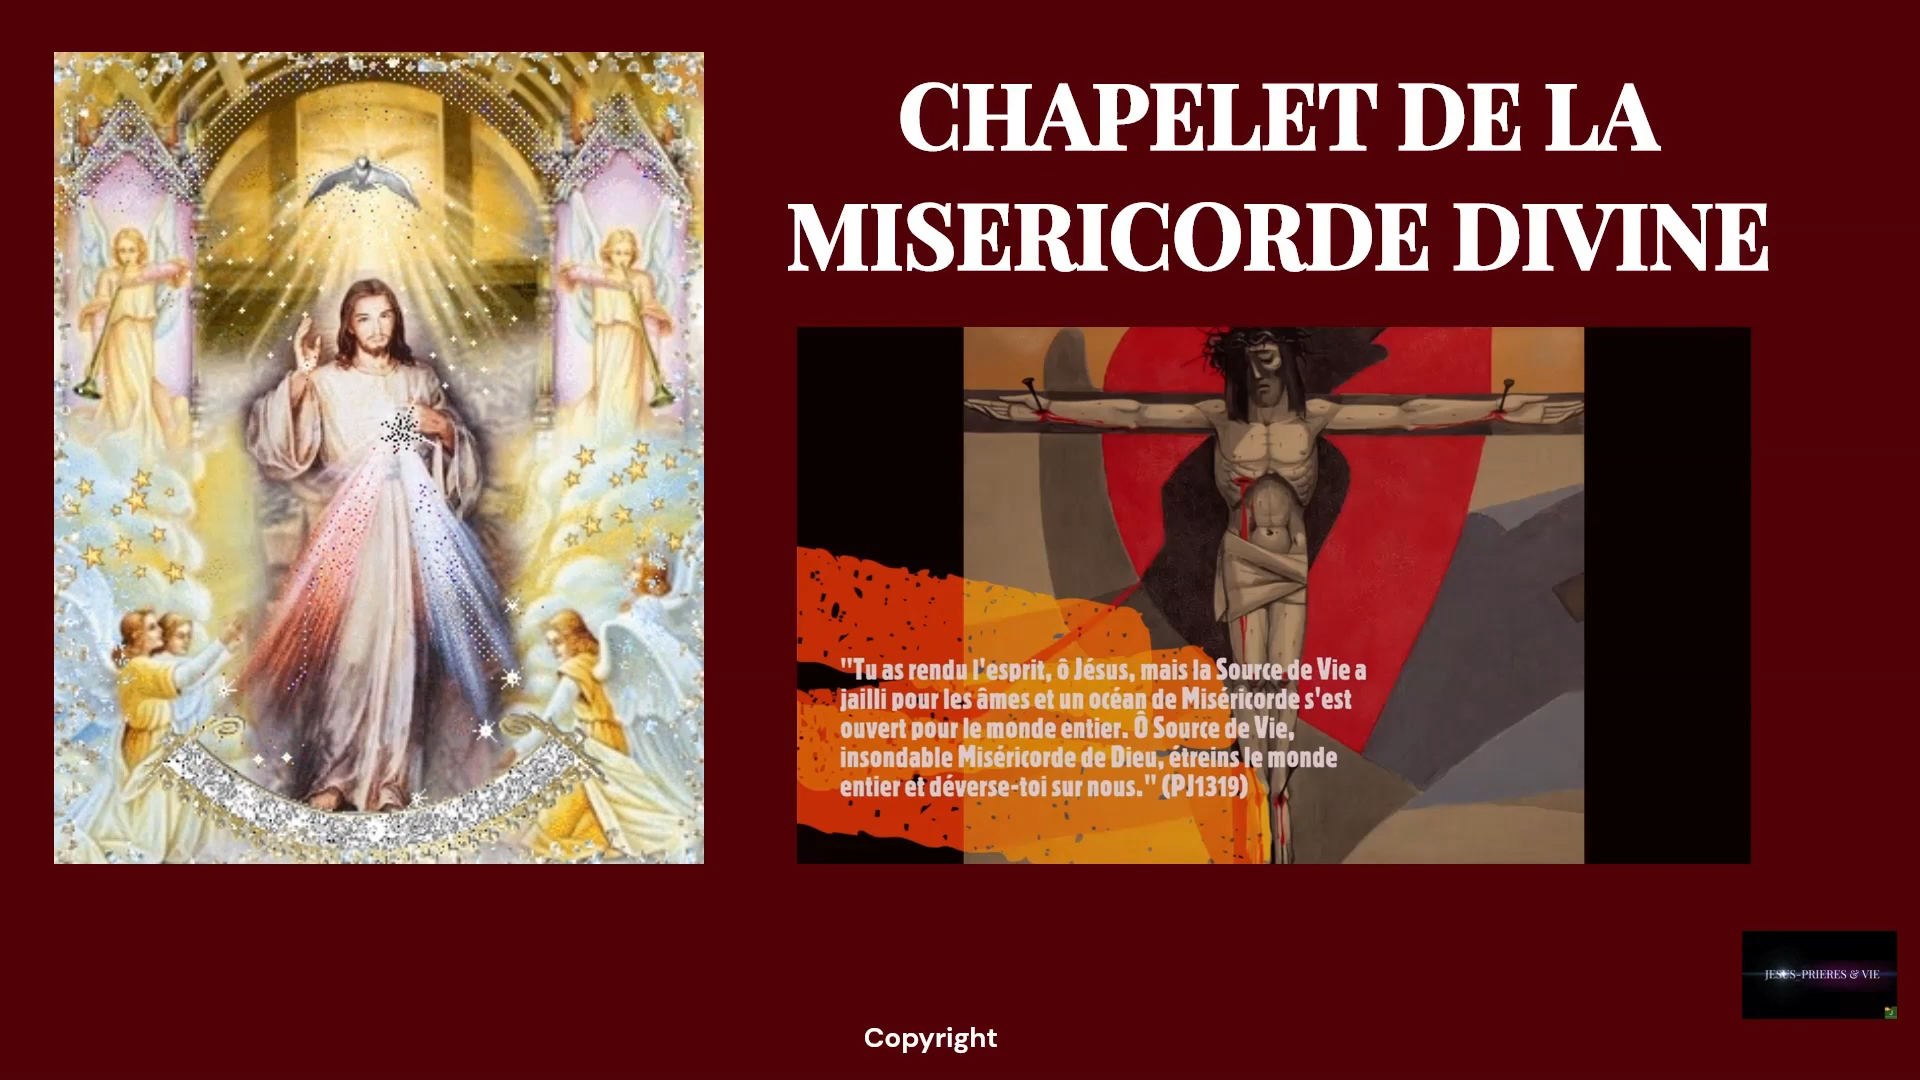 CHAPELET DE LA
MISERICORDE DIVINE
"Tu as rendu l'esprit, ô Jésus, mais la Source de Vie a
jailli pour les âmes et un océan de Miséricorde s'est
ouvert pour le monde entier. Ô Source de Vie,
insondable Miséricorde de Dieu, étreins le monde
entier et déverse-toi sur nous." (PJ1319)
JESUS-PRIERES & VIE
Copyright